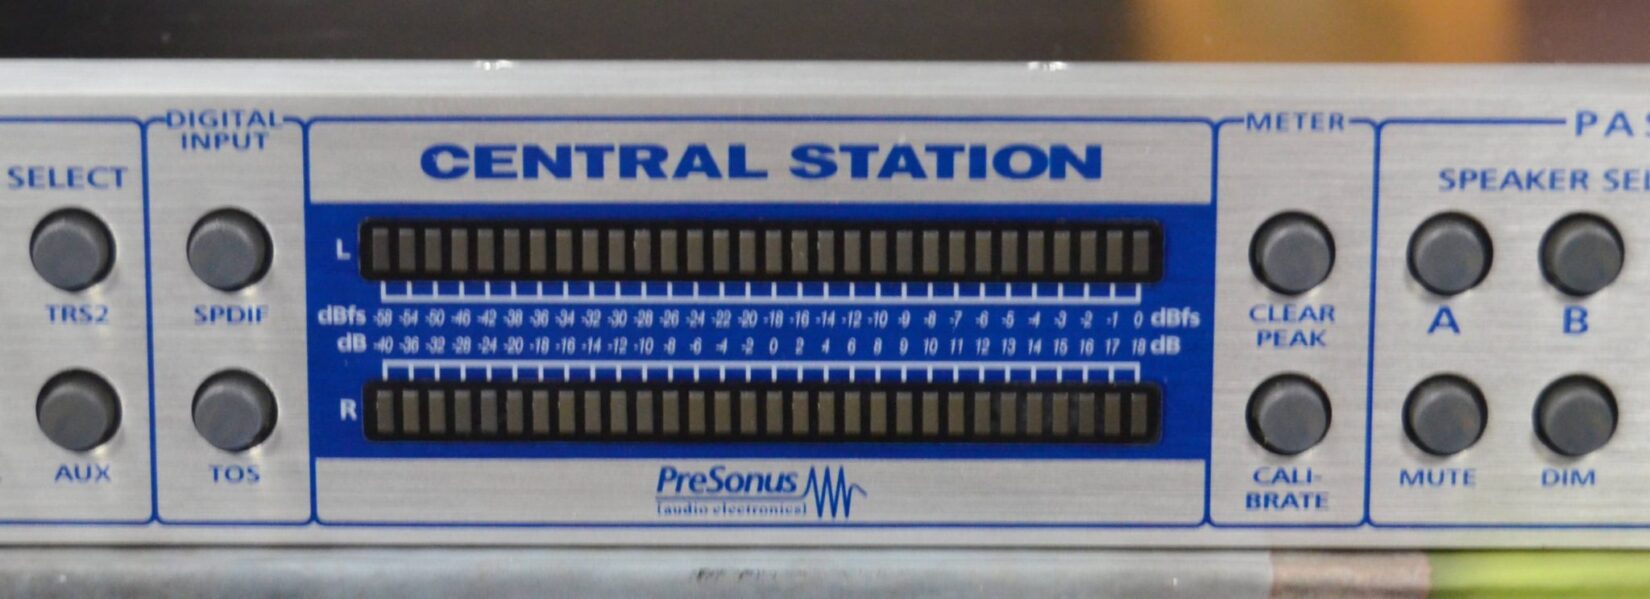 SELECT
TRS2
AUX
DIGITAL
INPUT
SPDIF
TOS
CENTRAL STATION
L
dBfs -58 -54 -50 -46 -42 -38 -36 -34 -32 -30 -28 -26 -24 -22 -20 -18 -16 -14 -12 -10 -9 -8 -7 -6 -5 -4 -3 -2 -1 0 dBfs
dB -40 -36 -32 -28 -24 -20 -18 -16 -14 -12 -10 -8 -6 -4 -2 0 2 4 6 8 9 10 11 12 13 14 15 16 17 18 dB
R
PreSonus
[audio electronics]
METER
CLEAR
PEAK
CALI-
BRATE
PAS
SPEAKER SEL
A
B
MUTE
DIM